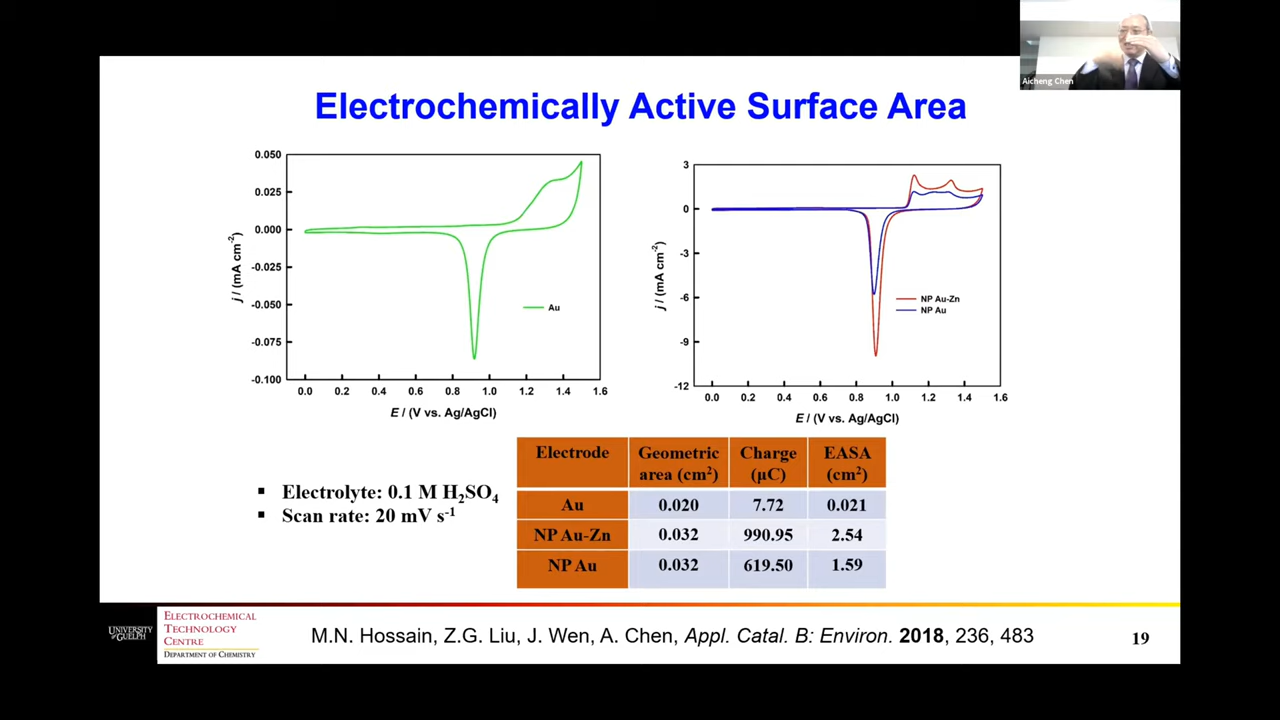 Aicheng Chen
Electrochemically Active Surface Area
0.050
0.025
0.000
-0.025
-0.050
-0.075
-0.100
j / (mA cm-2)
Au
0.0 0.2 0.4 0.6 0.8 1.0 1.2 1.4 1.6
E / (V vs. Ag/AgCl)
3
0
-3
-6
-9
-12
j / (mA cm-2)
NP Au-Zn
NP Au
0.0 0.2 0.4 0.6 0.8 1.0 1.2 1.4 1.6
E / (V vs. Ag/AgCl)
▪ Electrolyte: 0.1 M H2SO4
▪ Scan rate: 20 mV s-1
Electrode Geometric area (cm2) Charge (µC) EASA (cm2)
Au 0.020 7.72 0.021
NP Au-Zn 0.032 990.95 2.54
NP Au 0.032 619.50 1.59
UNIVERSITY
of GUELPH
ELECTROCHEMICAL
TECHNOLOGY
CENTRE
DEPARTMENT OF CHEMISTRY
M.N. Hossain, Z.G. Liu, J. Wen, A. Chen, Appl. Catal. B: Environ. 2018, 236, 483
19